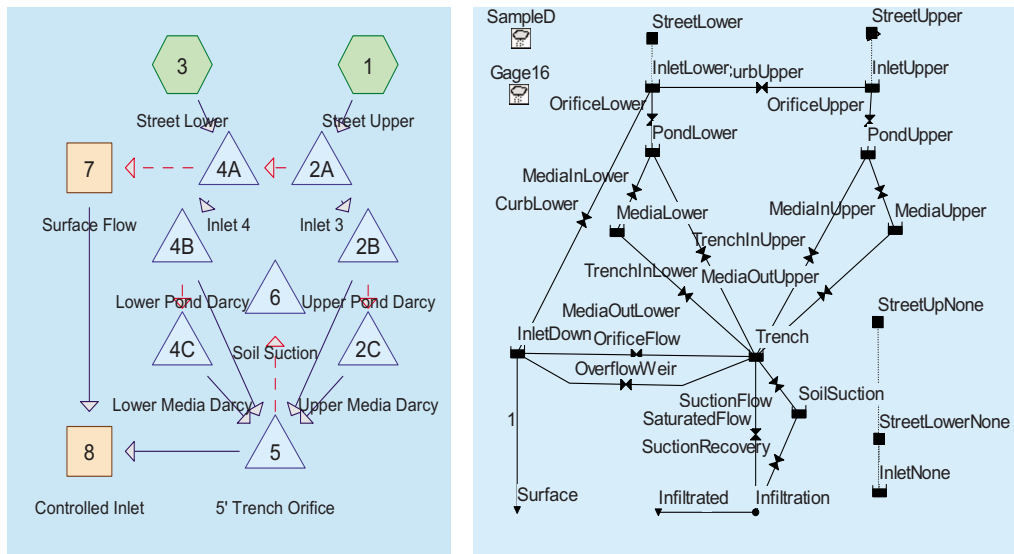 3
1
Street Lower
Street Upper
7
4A
2A
Surface Flow
Inlet 4
Inlet 3
4B
2B
6
Lower Pond Darcy
Upper Pond Darcy
4C
Soil Suction
2C
Lower Media Darcy
Upper Media Darcy
8
5
Controlled Inlet
5' Trench Orifice
SampleD
StreetLower
StreetUpper
Gage16
InletLower
urbUpper
InletUpper
OrificeLower
OrificeUpper
PondLower
PondUpper
MediaInLower
CurbLower
MediaLower
MediaInUpper
MediaUpper
TrenchInUpper
TrenchInLower
MediaOutUpper
StreetUpNone
MediaOutLower
InletDown
OrificeFlow
Trench
OverflowWeir
SuctionFlow
SoilSuction
1
SaturatedFlow
StreetLowerNone
SuctionRecovery
InletNone
Surface
Infiltrated
Infiltration